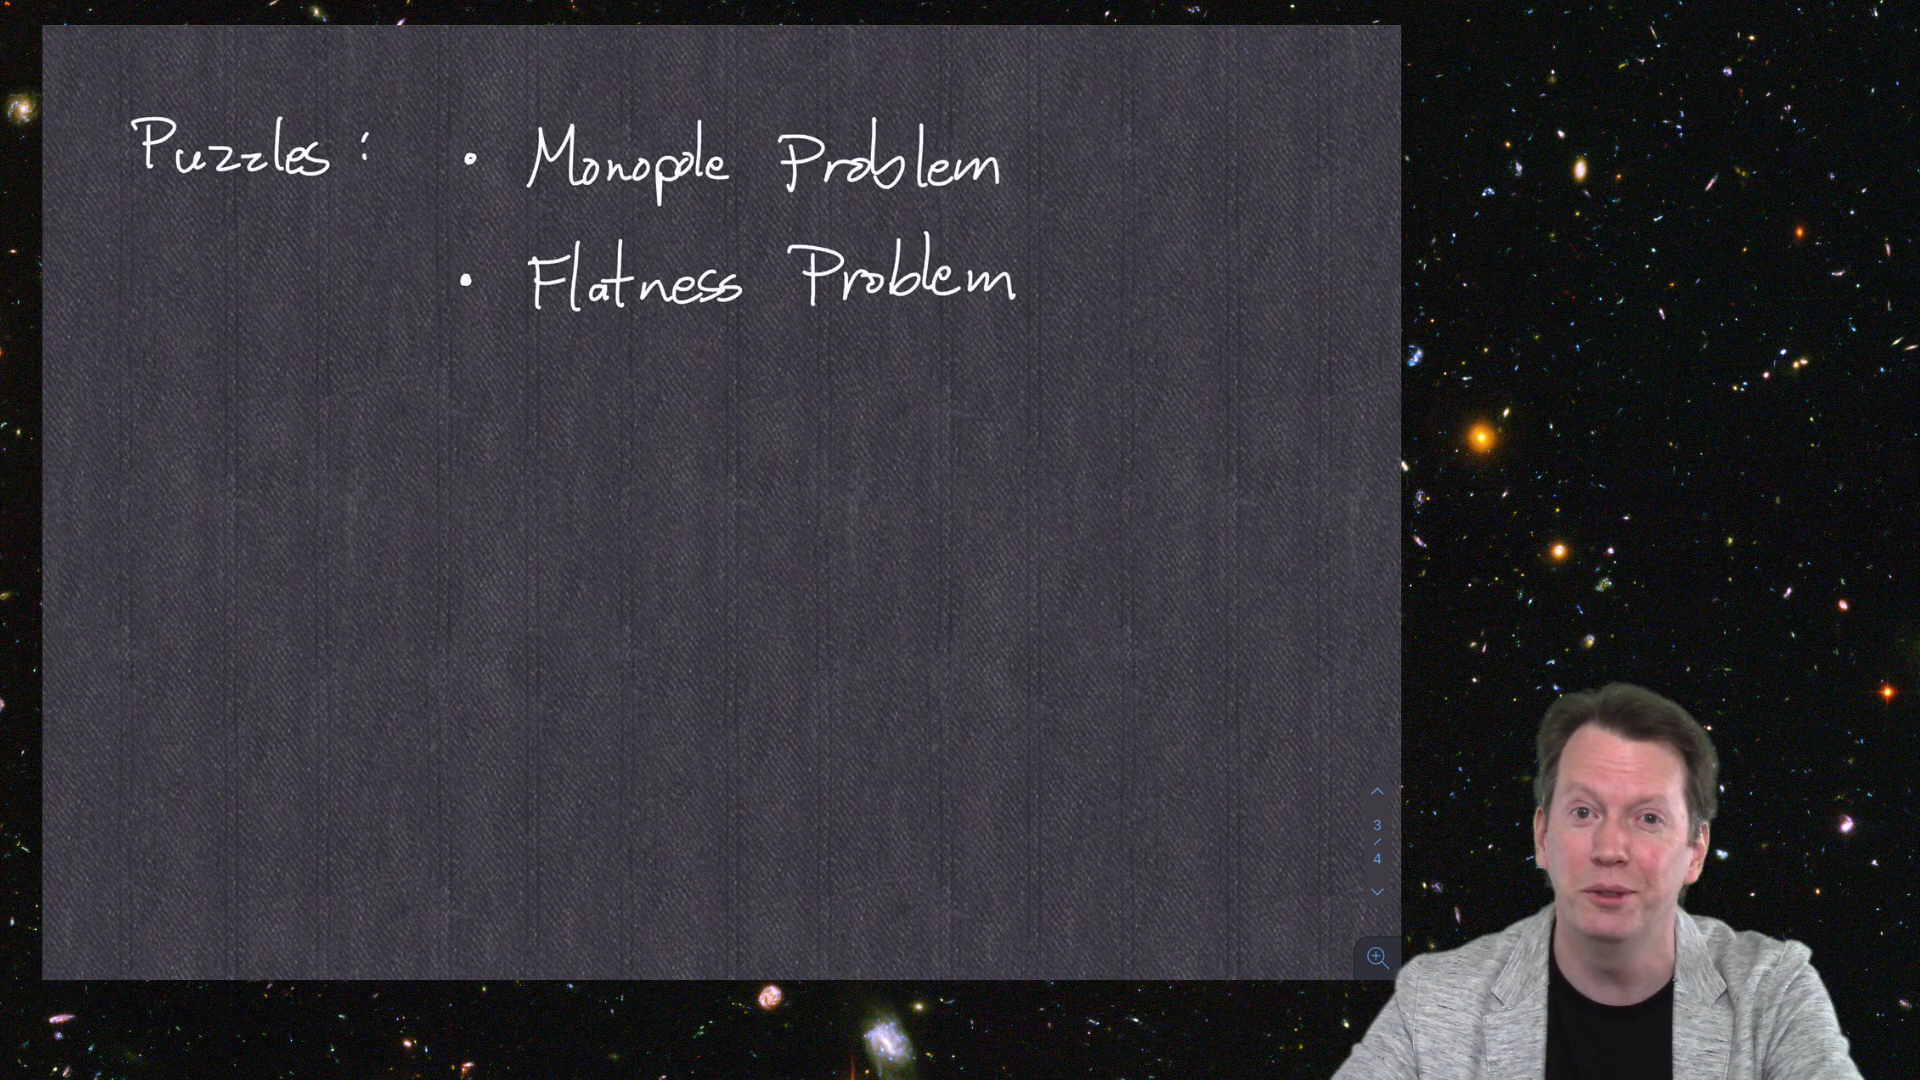 Puzzles : • Monopole Problem
• Flatness Problem
3
/
4